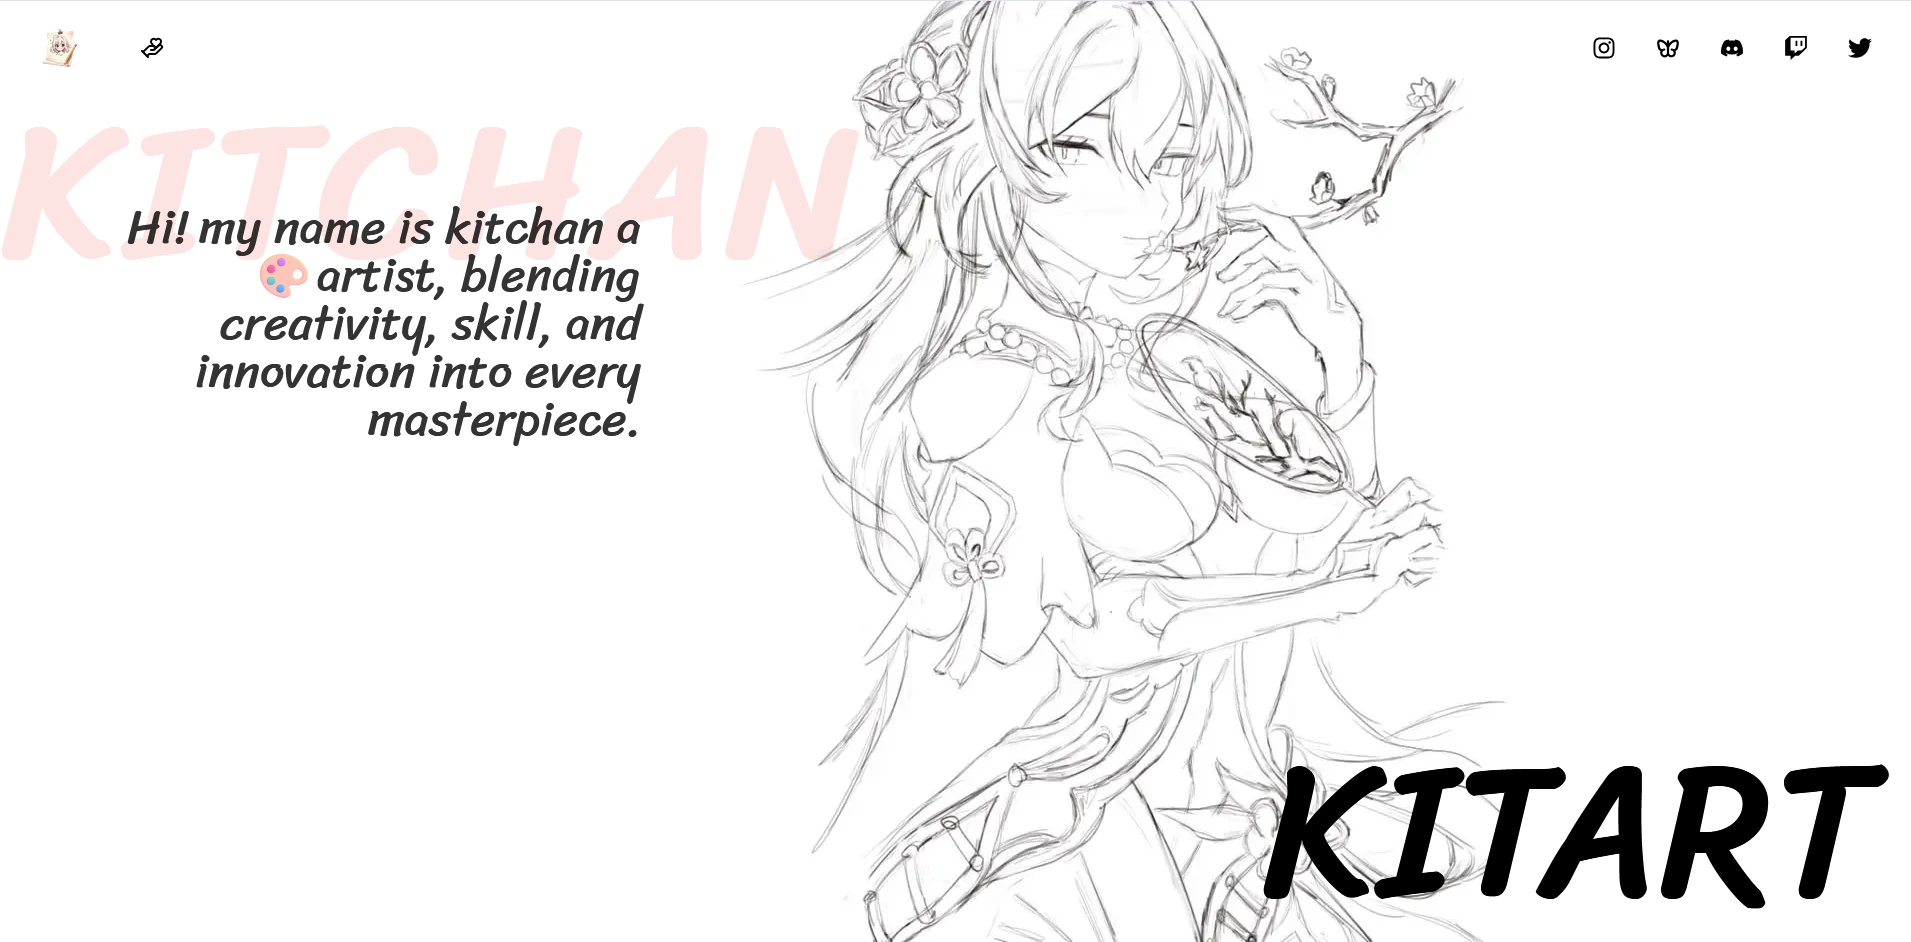 KITCHAN
Hi! my name is kitchan a
🎨 artist, blending
creativity, skill, and
innovation into every
masterpiece.
KITART